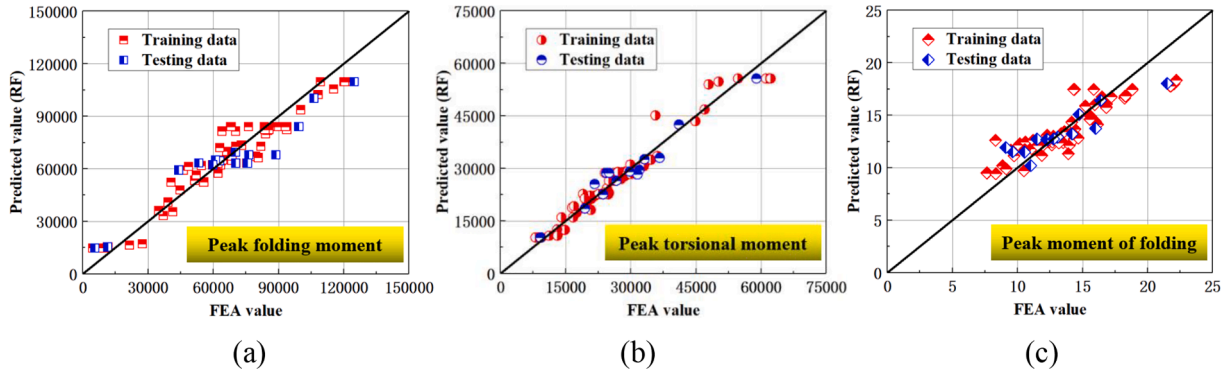 150000
120000
90000
60000
30000
0
Predicted value (RF)
Training data
Testing data
Peak folding moment
0 30000 60000 90000 120000 150000
FEA value
(a)
75000
60000
45000
30000
15000
0
Predicted value (RF)
Training data
Testing data
Peak torsional moment
15000 30000 45000 60000 75000
FEA value
(b)
25
20
15
10
5
0
Predicted value (RF)
Training data
Testing data
Peak moment of folding
0 5 10 15 20 25
FEA value
(c)